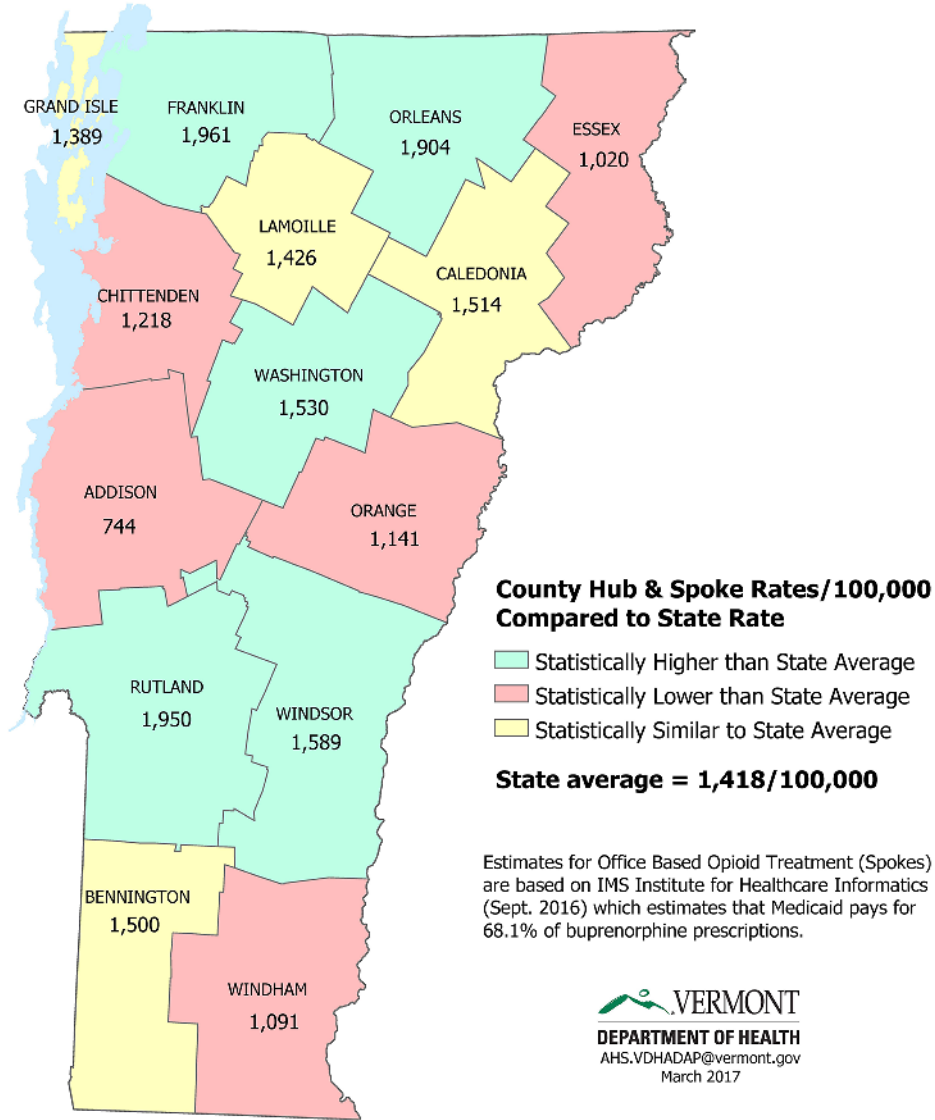 GRAND ISLE
1,389
FRANKLIN
1,961
ORLEANS
1,904
ESSEX
1,020
LAMOILLE
1,426
CALEDONIA
1,514
CHITTENDEN
1,218
WASHINGTON
1,530
ADDISON
744
ORANGE
1,141
RUTLAND
1,950
WINDSOR
1,589
BENNINGTON
1,500
WINDHAM
1,091
County Hub & Spoke Rates/100,000
Compared to State Rate
Statistically Higher than State Average
Statistically Lower than State Average
Statistically Similar to State Average
State average = 1,418/100,000
Estimates for Office Based Opioid Treatment (Spokes)
are based on IMS Institute for Healthcare Informatics
(Sept. 2016) which estimates that Medicaid pays for
68.1% of buprenorphine prescriptions.
VERMONT
DEPARTMENT OF HEALTH
AHS.VDHADAP@vermont.gov
March 2017